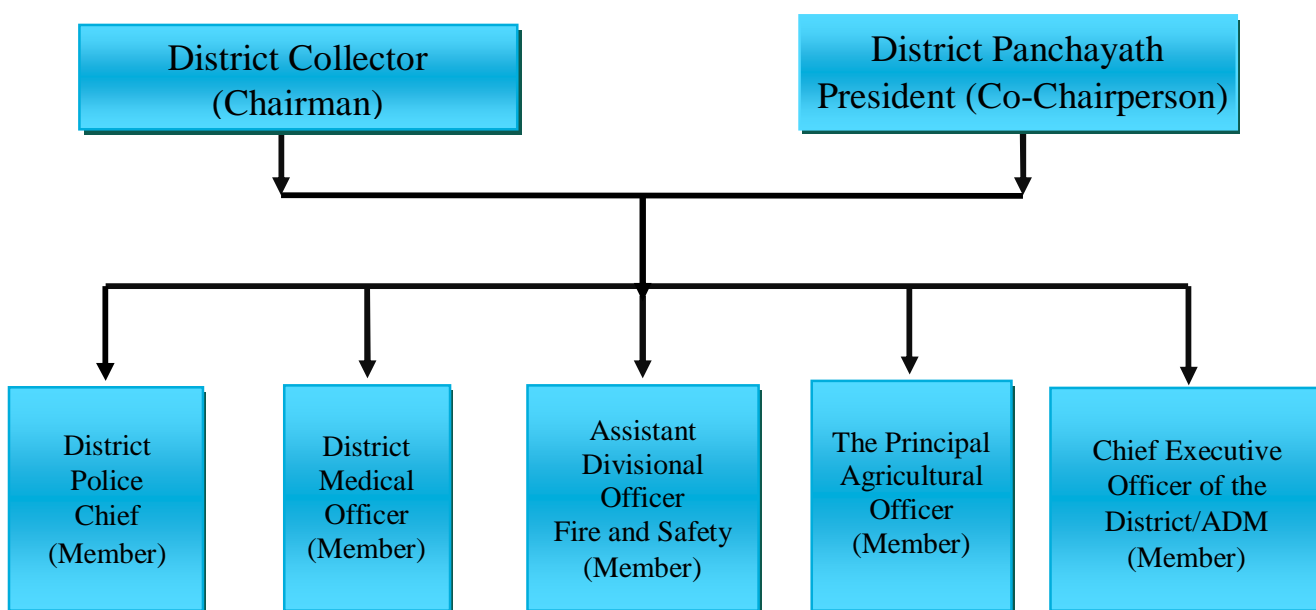 District Collector
(Chairman)
District Panchayath
President (Co-Chairperson)
District
Police
Chief
(Member)
District
Medical
Officer
(Member)
Assistant
Divisional
Officer
Fire and Safety
(Member)
The Principal
Agricultural
Officer
(Member)
Chief Executive
Officer of the
District/ADM
(Member)